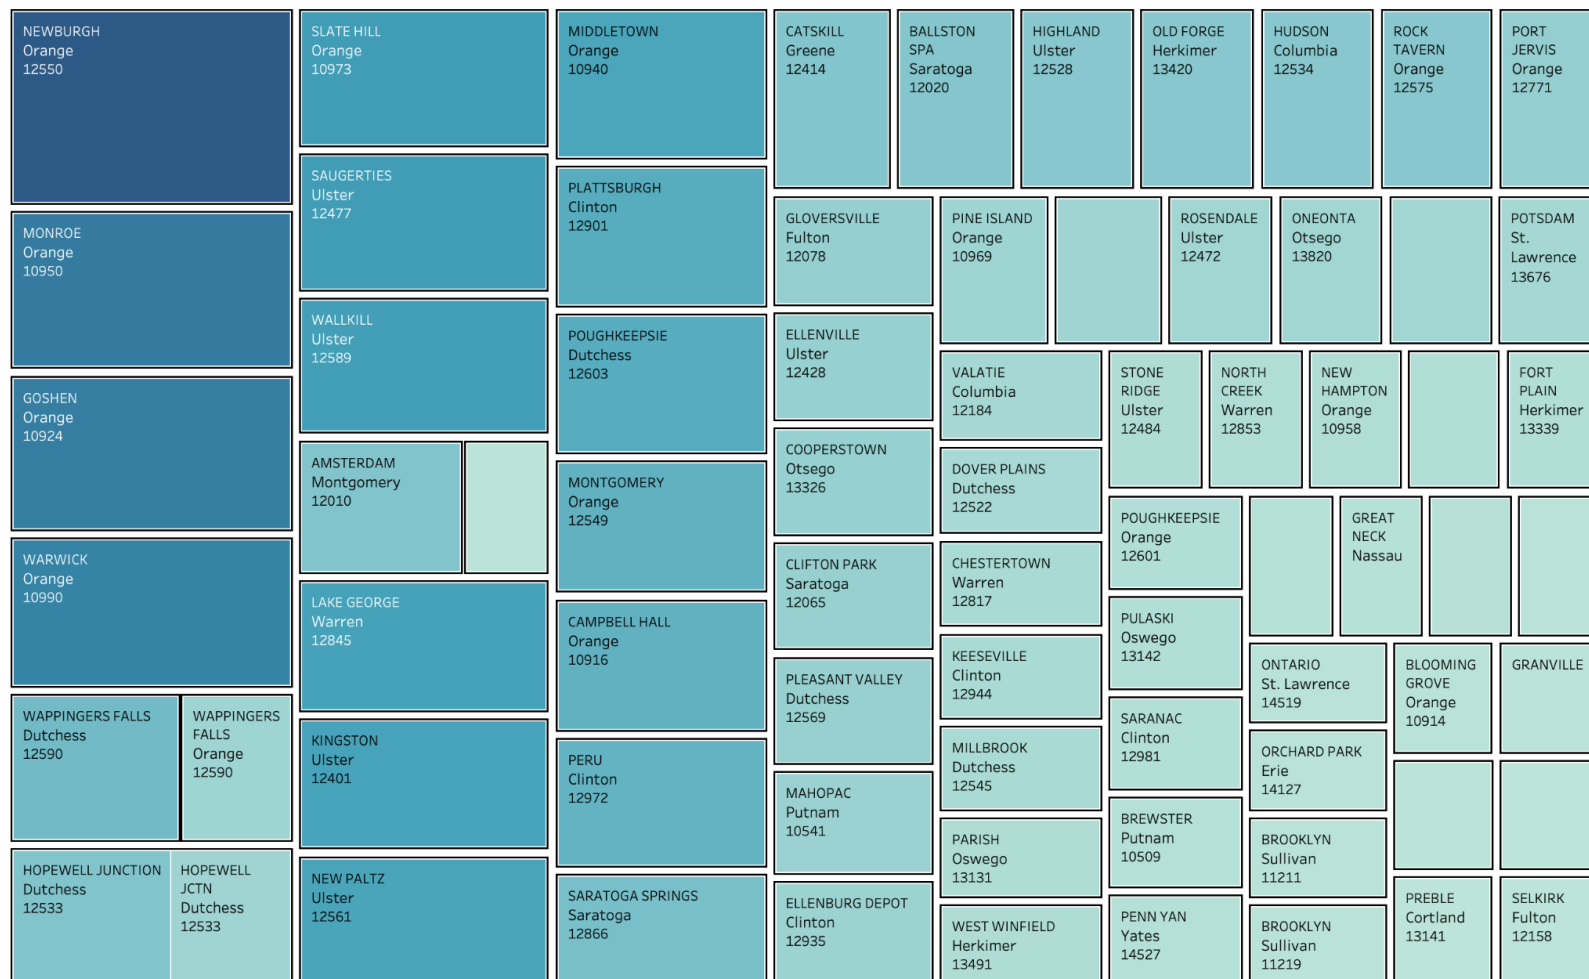 NEWBURGH
Orange
12550
MONROE
Orange
10950
GOSHEN
Orange
10924
WARWICK
Orange
10990
WAPPINGERS FALLS
Dutchess
12590
WAPPINGERS
FALLS
Orange
12590
HOPEWELL JUNCTION
Dutchess
12533
HOPEWELL
JCTN
Dutchess
12533
SLATE HILL
Orange
10973
SAUGERTIES
Ulster
12477
WALLKILL
Ulster
12589
AMSTERDAM
Montgomery
12010
LAKE GEORGE
Warren
12845
KINGSTON
Ulster
12401
NEW PALTZ
Ulster
12561
MIDDLETOWN
Orange
10940
PLATTSBURGH
Clinton
12901
POUGHKEEPSIE
Dutchess
12603
MONTGOMERY
Orange
12549
CAMPBELL HALL
Orange
10916
PERU
Clinton
12972
SARATOGA SPRINGS
Saratoga
12866
CATSKILL
Greene
12414
BALLSTON
SPA
Saratoga
12020
HIGHLAND
Ulster
12528
OLD FORGE
Herkimer
13420
HUDSON
Columbia
12534
ROCK
TAVERN
Orange
12575
PORT
JERVIS
Orange
12771
GLOVERSVILLE
Fulton
12078
ELLENVILLE
Ulster
12428
COOPERSTOWN
Otsego
13326
CLIFTON PARK
Saratoga
12065
PLEASANT VALLEY
Dutchess
12569
MAHOPAC
Putnam
10541
ELLENBURG DEPOT
Clinton
12935
PINE ISLAND
Orange
10969
ROSENDALE
Ulster
12472
ONEONTA
Otsego
13820
POTSDAM
St.
Lawrence
13676
VALATIE
Columbia
12184
DOVER PLAINS
Dutchess
12522
CHESTERTOWN
Warren
12817
KEESEVILLE
Clinton
12944
MILLBROOK
Dutchess
12545
PARISH
Oswego
13131
WEST WINFIELD
Herkimer
13491
STONE
RIDGE
Ulster
12484
NORTH
CREEK
Warren
12853
NEW
HAMPTON
Orange
10958
FORT
PLAIN
Herkimer
13339
POUGHKEEPSIE
Orange
12601
PULASKI
Oswego
13142
SARANAC
Clinton
12981
BREWSTER
Putnam
10509
PENN YAN
Yates
14527
GREAT
NECK
Nassau
ONTARIO
St. Lawrence
14519
ORCHARD PARK
Erie
14127
BROOKLYN
Sullivan
11211
BROOKLYN
Sullivan
11219
BLOOMING
GROVE
Orange
10914
GRANVILLE
PREBLE
Cortland
13141
SELKIRK
Fulton
12158